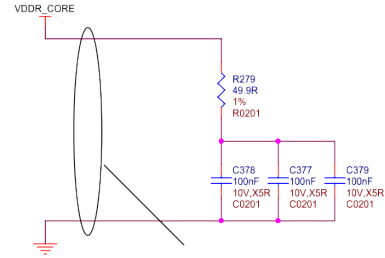 VDDR_CORE
R279
49.9R
1%
R0201
C378
100nF
10V,X5R
C0201
C377
100nF
10V,X5R
C0201
C379
100nF
10V,X5R
C0201